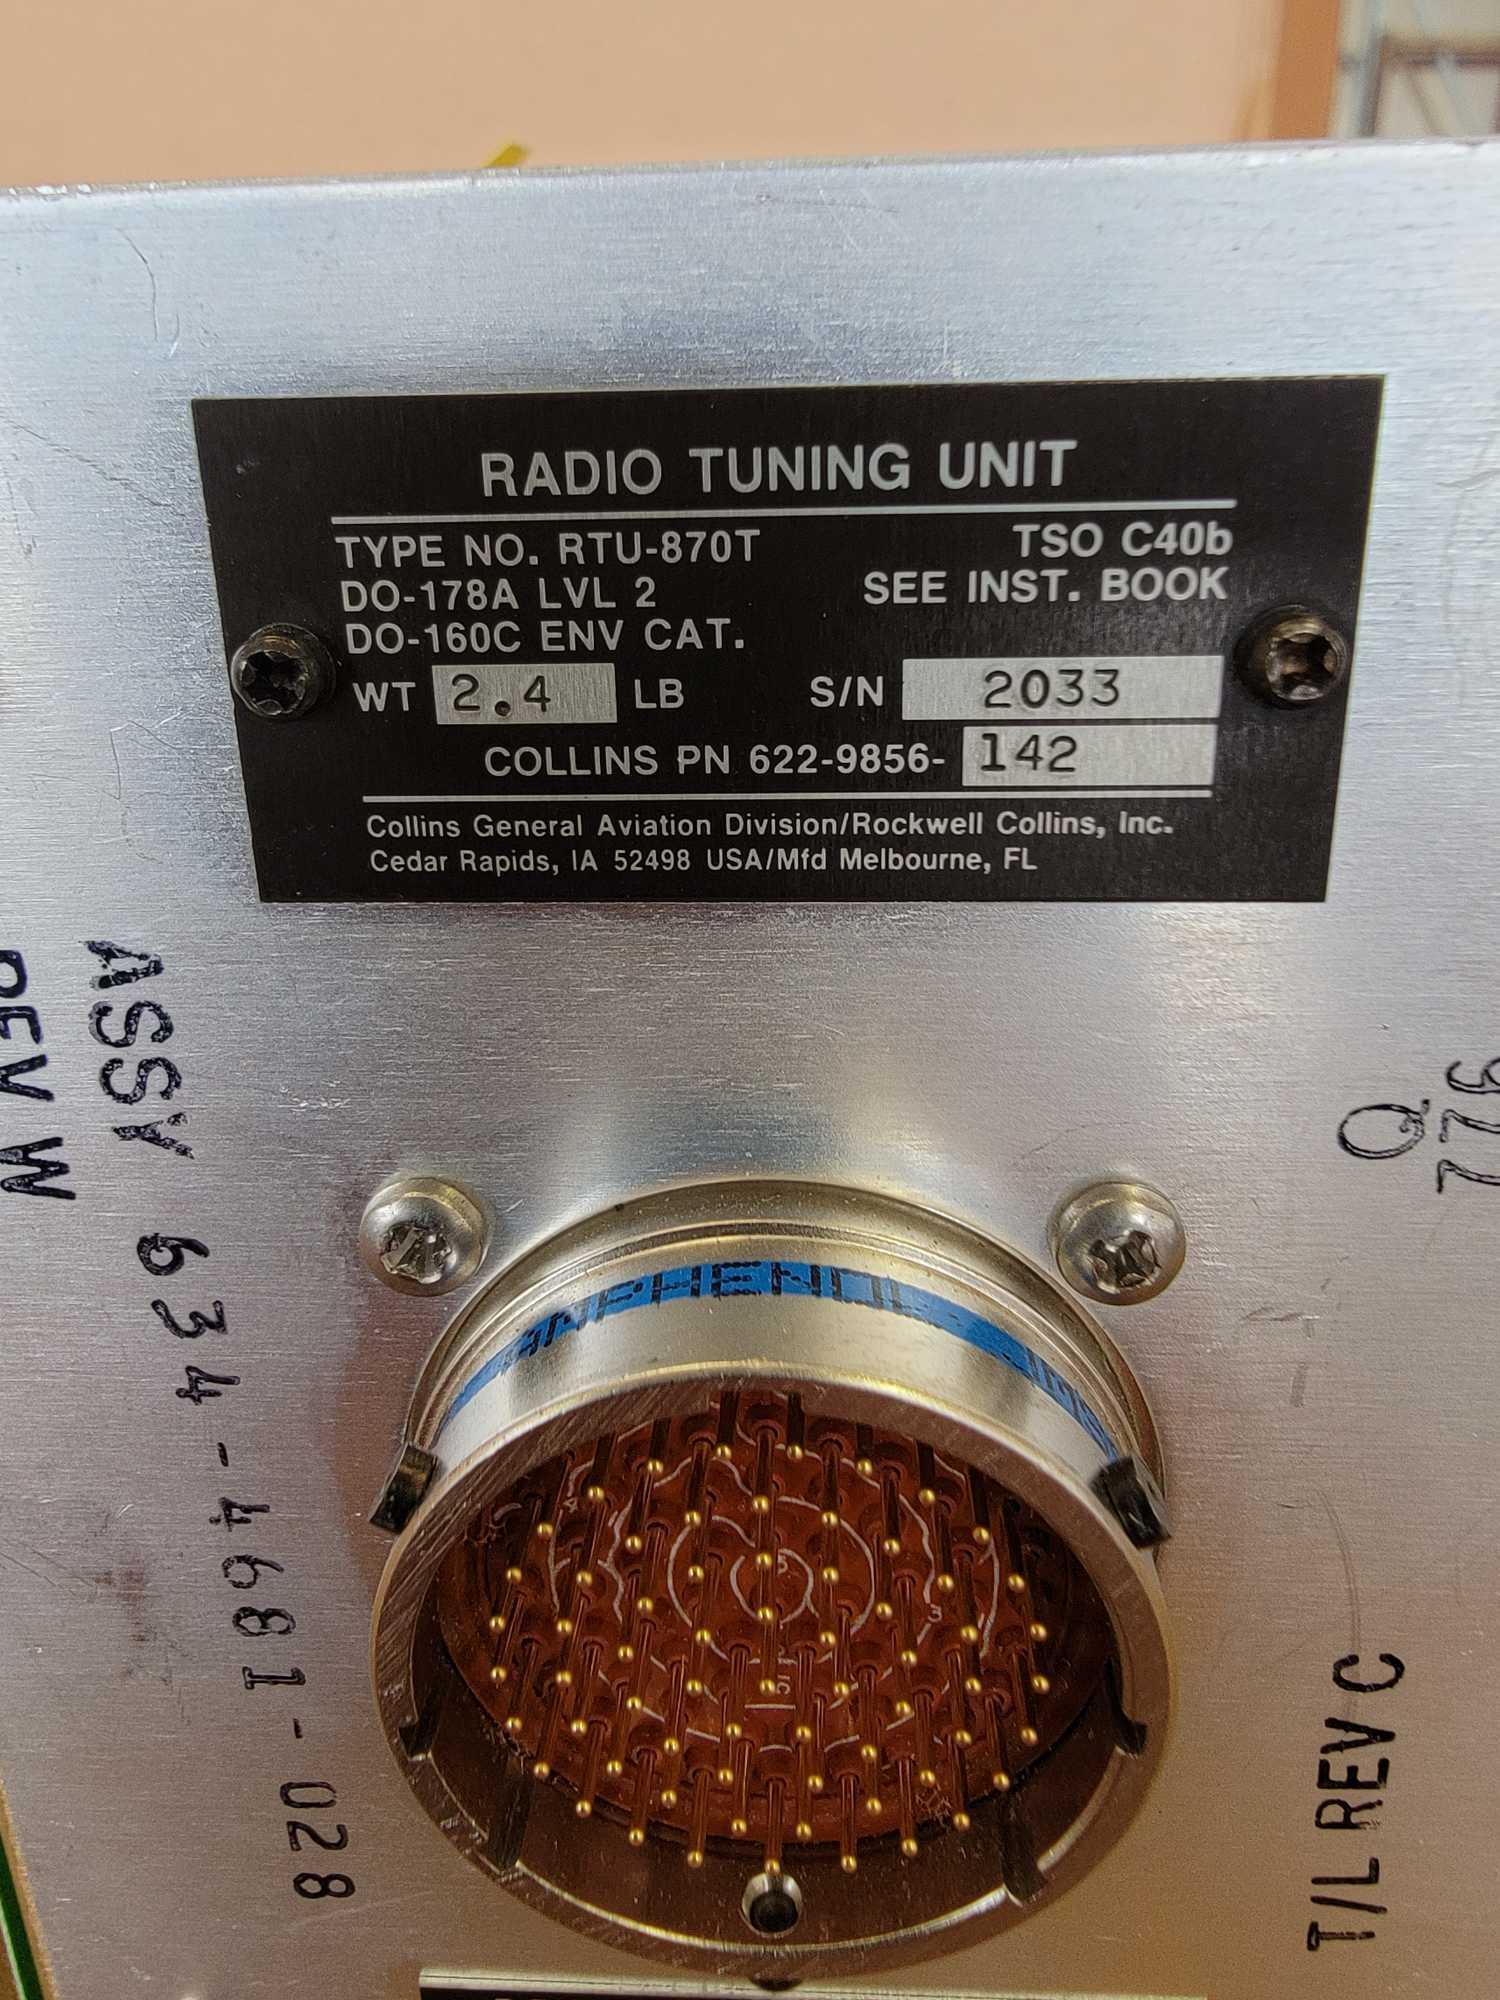 RADIO TUNING UNIT
TYPE NO. RTU-870T TSO C40b
DO-178A LVL 2 SEE INST. BOOK
DO-160C ENV CAT.
WT 2.4 LB S/N 2033
COLLINS PN 622-9856- 142
Collins General Aviation Division/Rockwell Collins, Inc.
Cedar Rapids, IA 52498 USA/Mfd Melbourne, FL
ASSY 634-4681-028
REV W
AMPHENOL
Q
T/L REV C
3